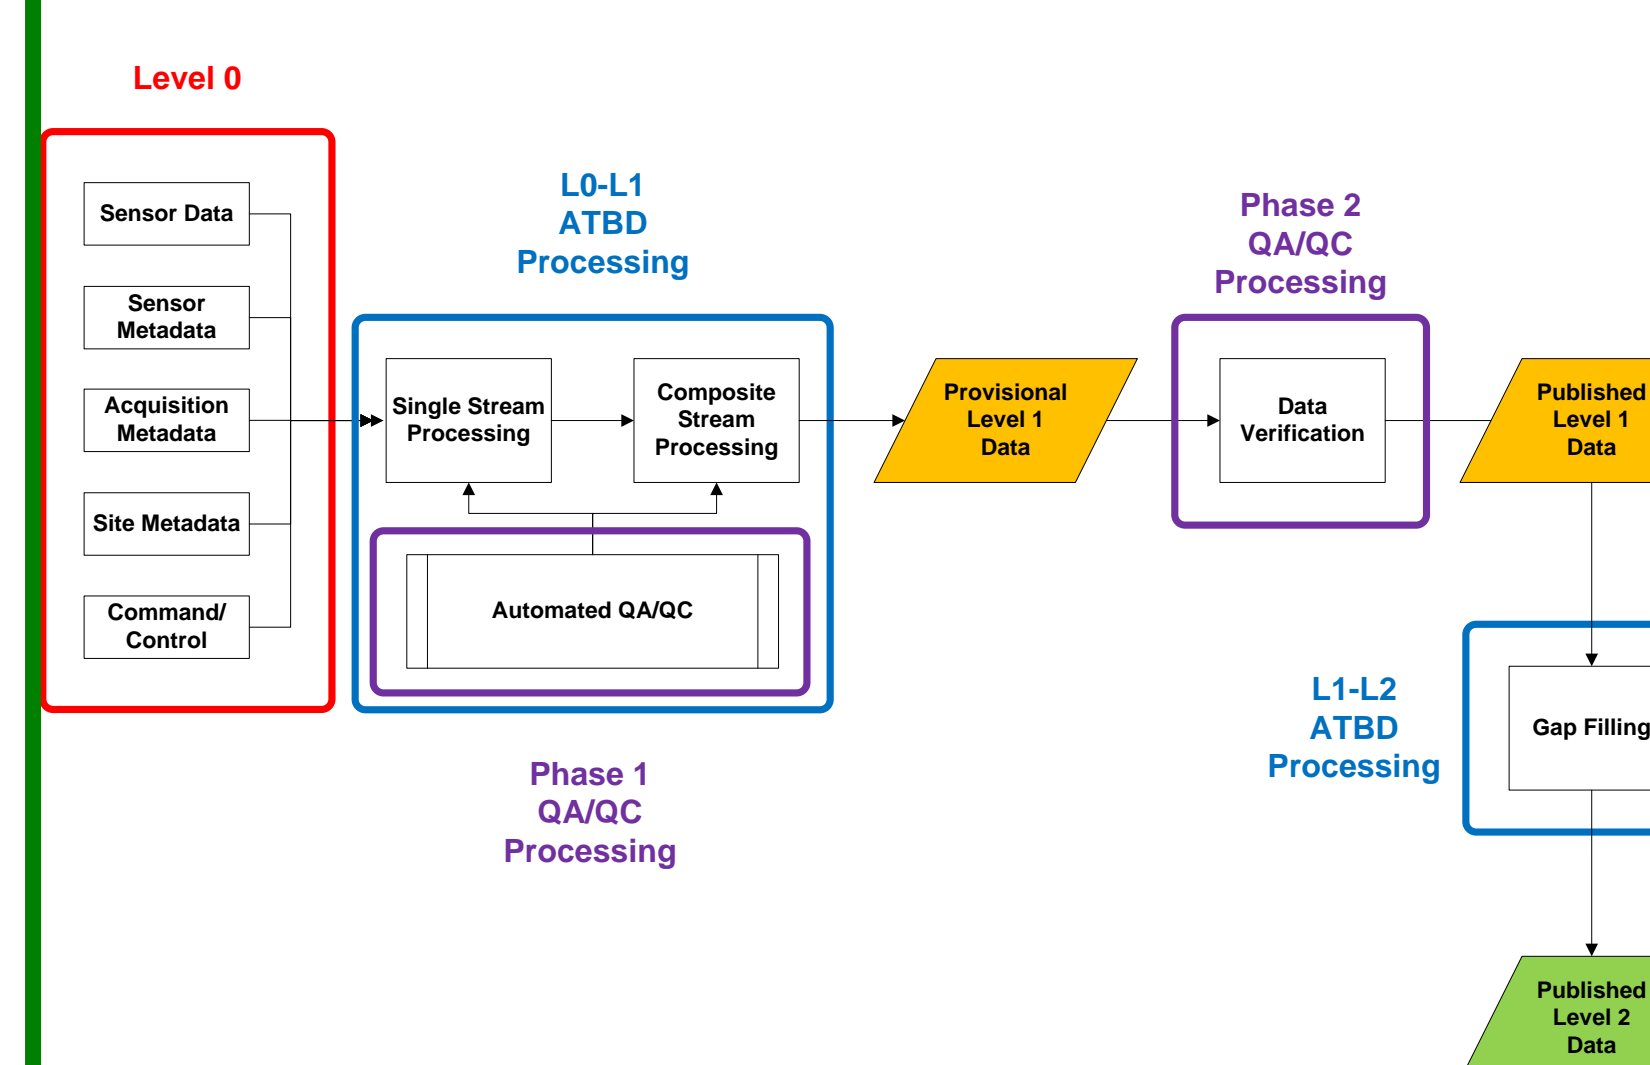 Level 0
Sensor Data
Sensor
Metadata
Acquisition
Metadata
Site Metadata
Command/
Control
L0-L1
ATBD
Processing
Single Stream
Processing
Composite
Stream
Processing
Automated QA/QC
Phase 1
QA/QC
Processing
Provisional
Level 1
Data
Phase 2
QA/QC
Processing
Data
Verification
Published
Level 1
Data
L1-L2
ATBD
Processing
Gap Filling
Published
Level 2
Data